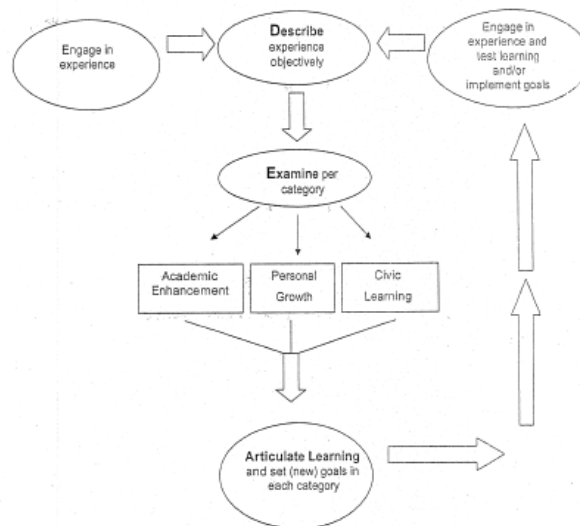 Engage in
experience
Describe
experience
objectively
Engage in
experience and
test learning
and/or
implement goals
Examine per
category
Academic
Enhancement
Personal
Growth
Civic
Learning
Articulate Learning
and set (new) goals in
each category